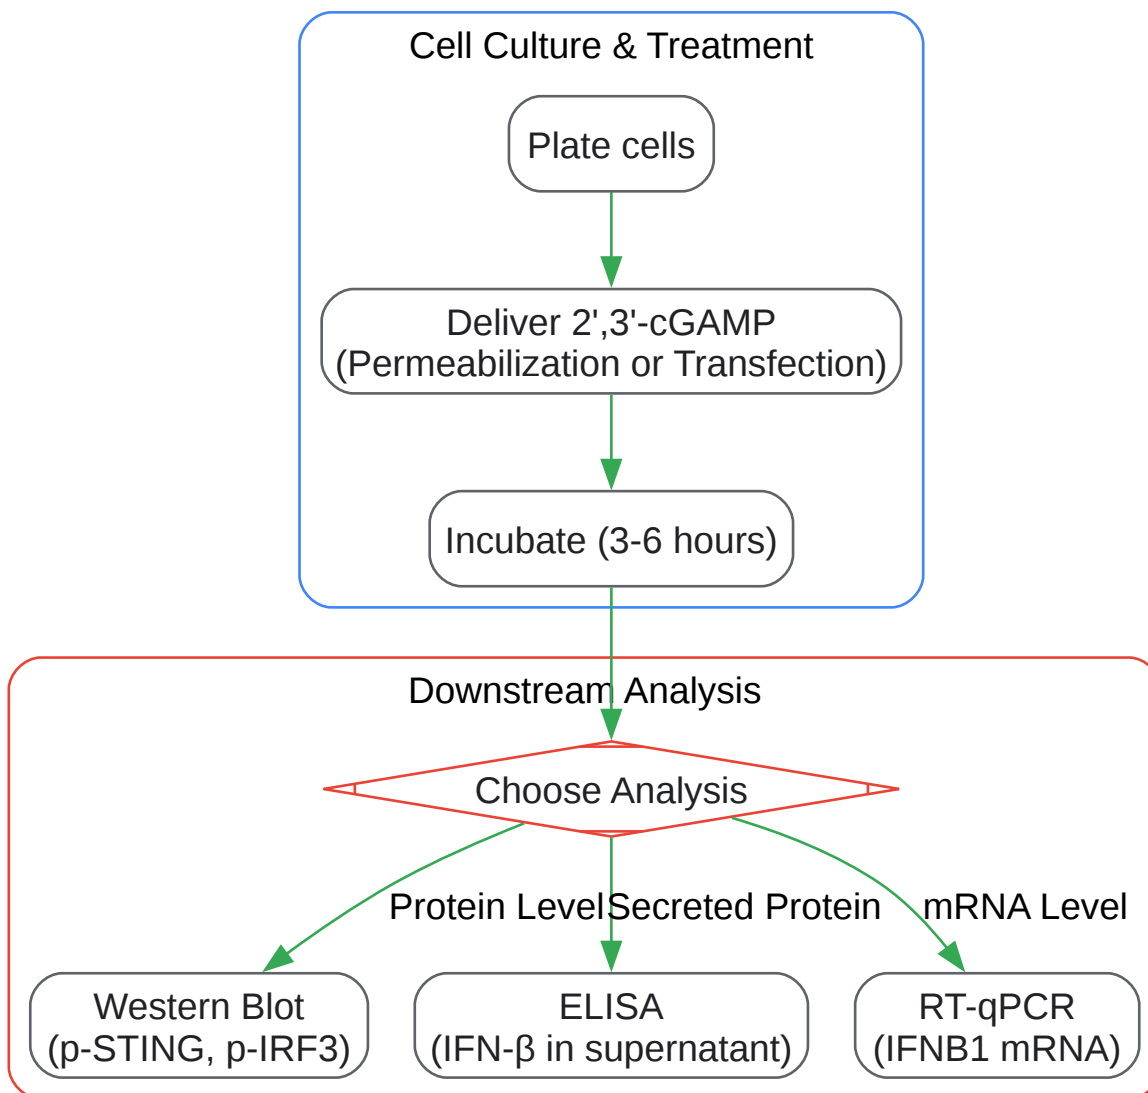 Cell Culture & Treatment
Plate cells
Deliver 2',3'-cGAMP
(Permeabilization or Transfection)
Incubate (3-6 hours)
Downstream Analysis
Choose Analysis
Protein Level
Secreted Protein
mRNA Level
Western Blot
(p-STING, p-IRF3)
ELISA
(IFN-β in supernatant)
RT-qPCR
(IFNB1 mRNA)